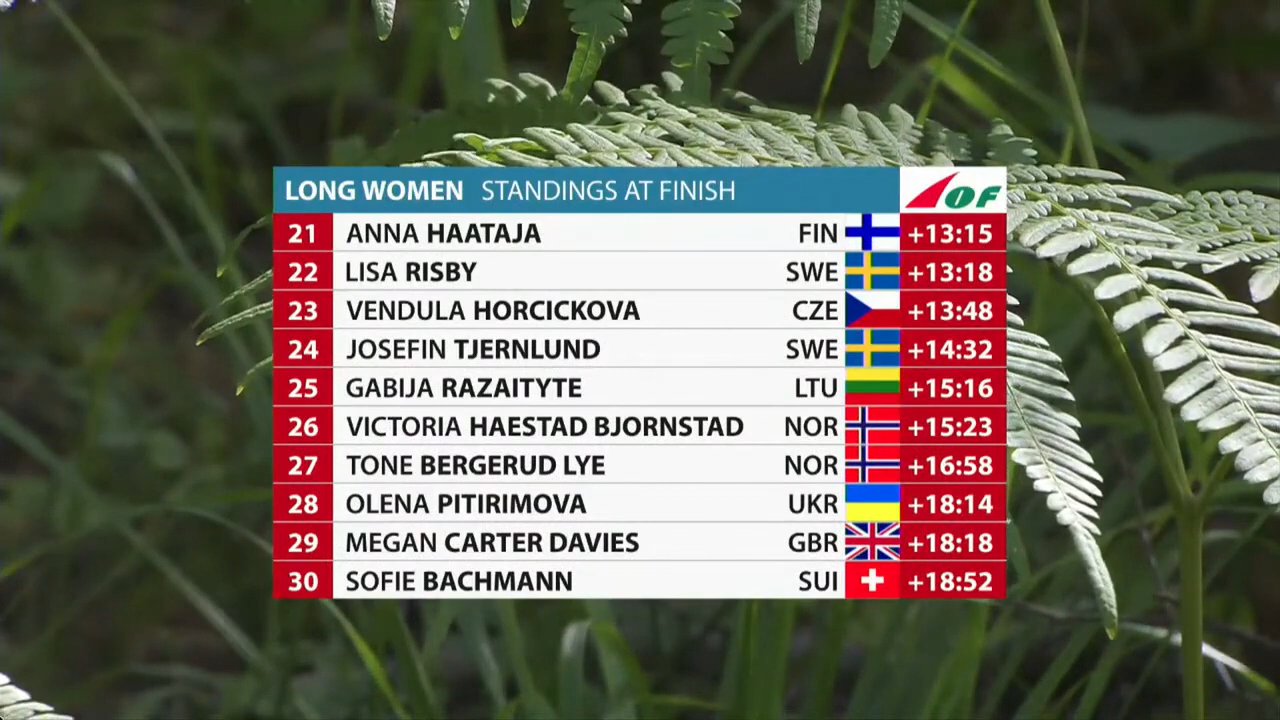 LONG WOMEN STANDINGS AT FINISH IOF
21 ANNA HAATAJA FIN +13:15
22 LISA RISBY SWE +13:18
23 VENDULA HORCICKOVA CZE +13:48
24 JOSEFIN TJERNLUND SWE +14:32
25 GABIJA RAZAITYTE LTU +15:16
26 VICTORIA HAESTAD BJORNSTAD NOR +15:23
27 TONE BERGERUD LYE NOR +16:58
28 OLENA PITIRIMOVA UKR +18:14
29 MEGAN CARTER DAVIES GBR +18:18
30 SOFIE BACHMANN SUI +18:52